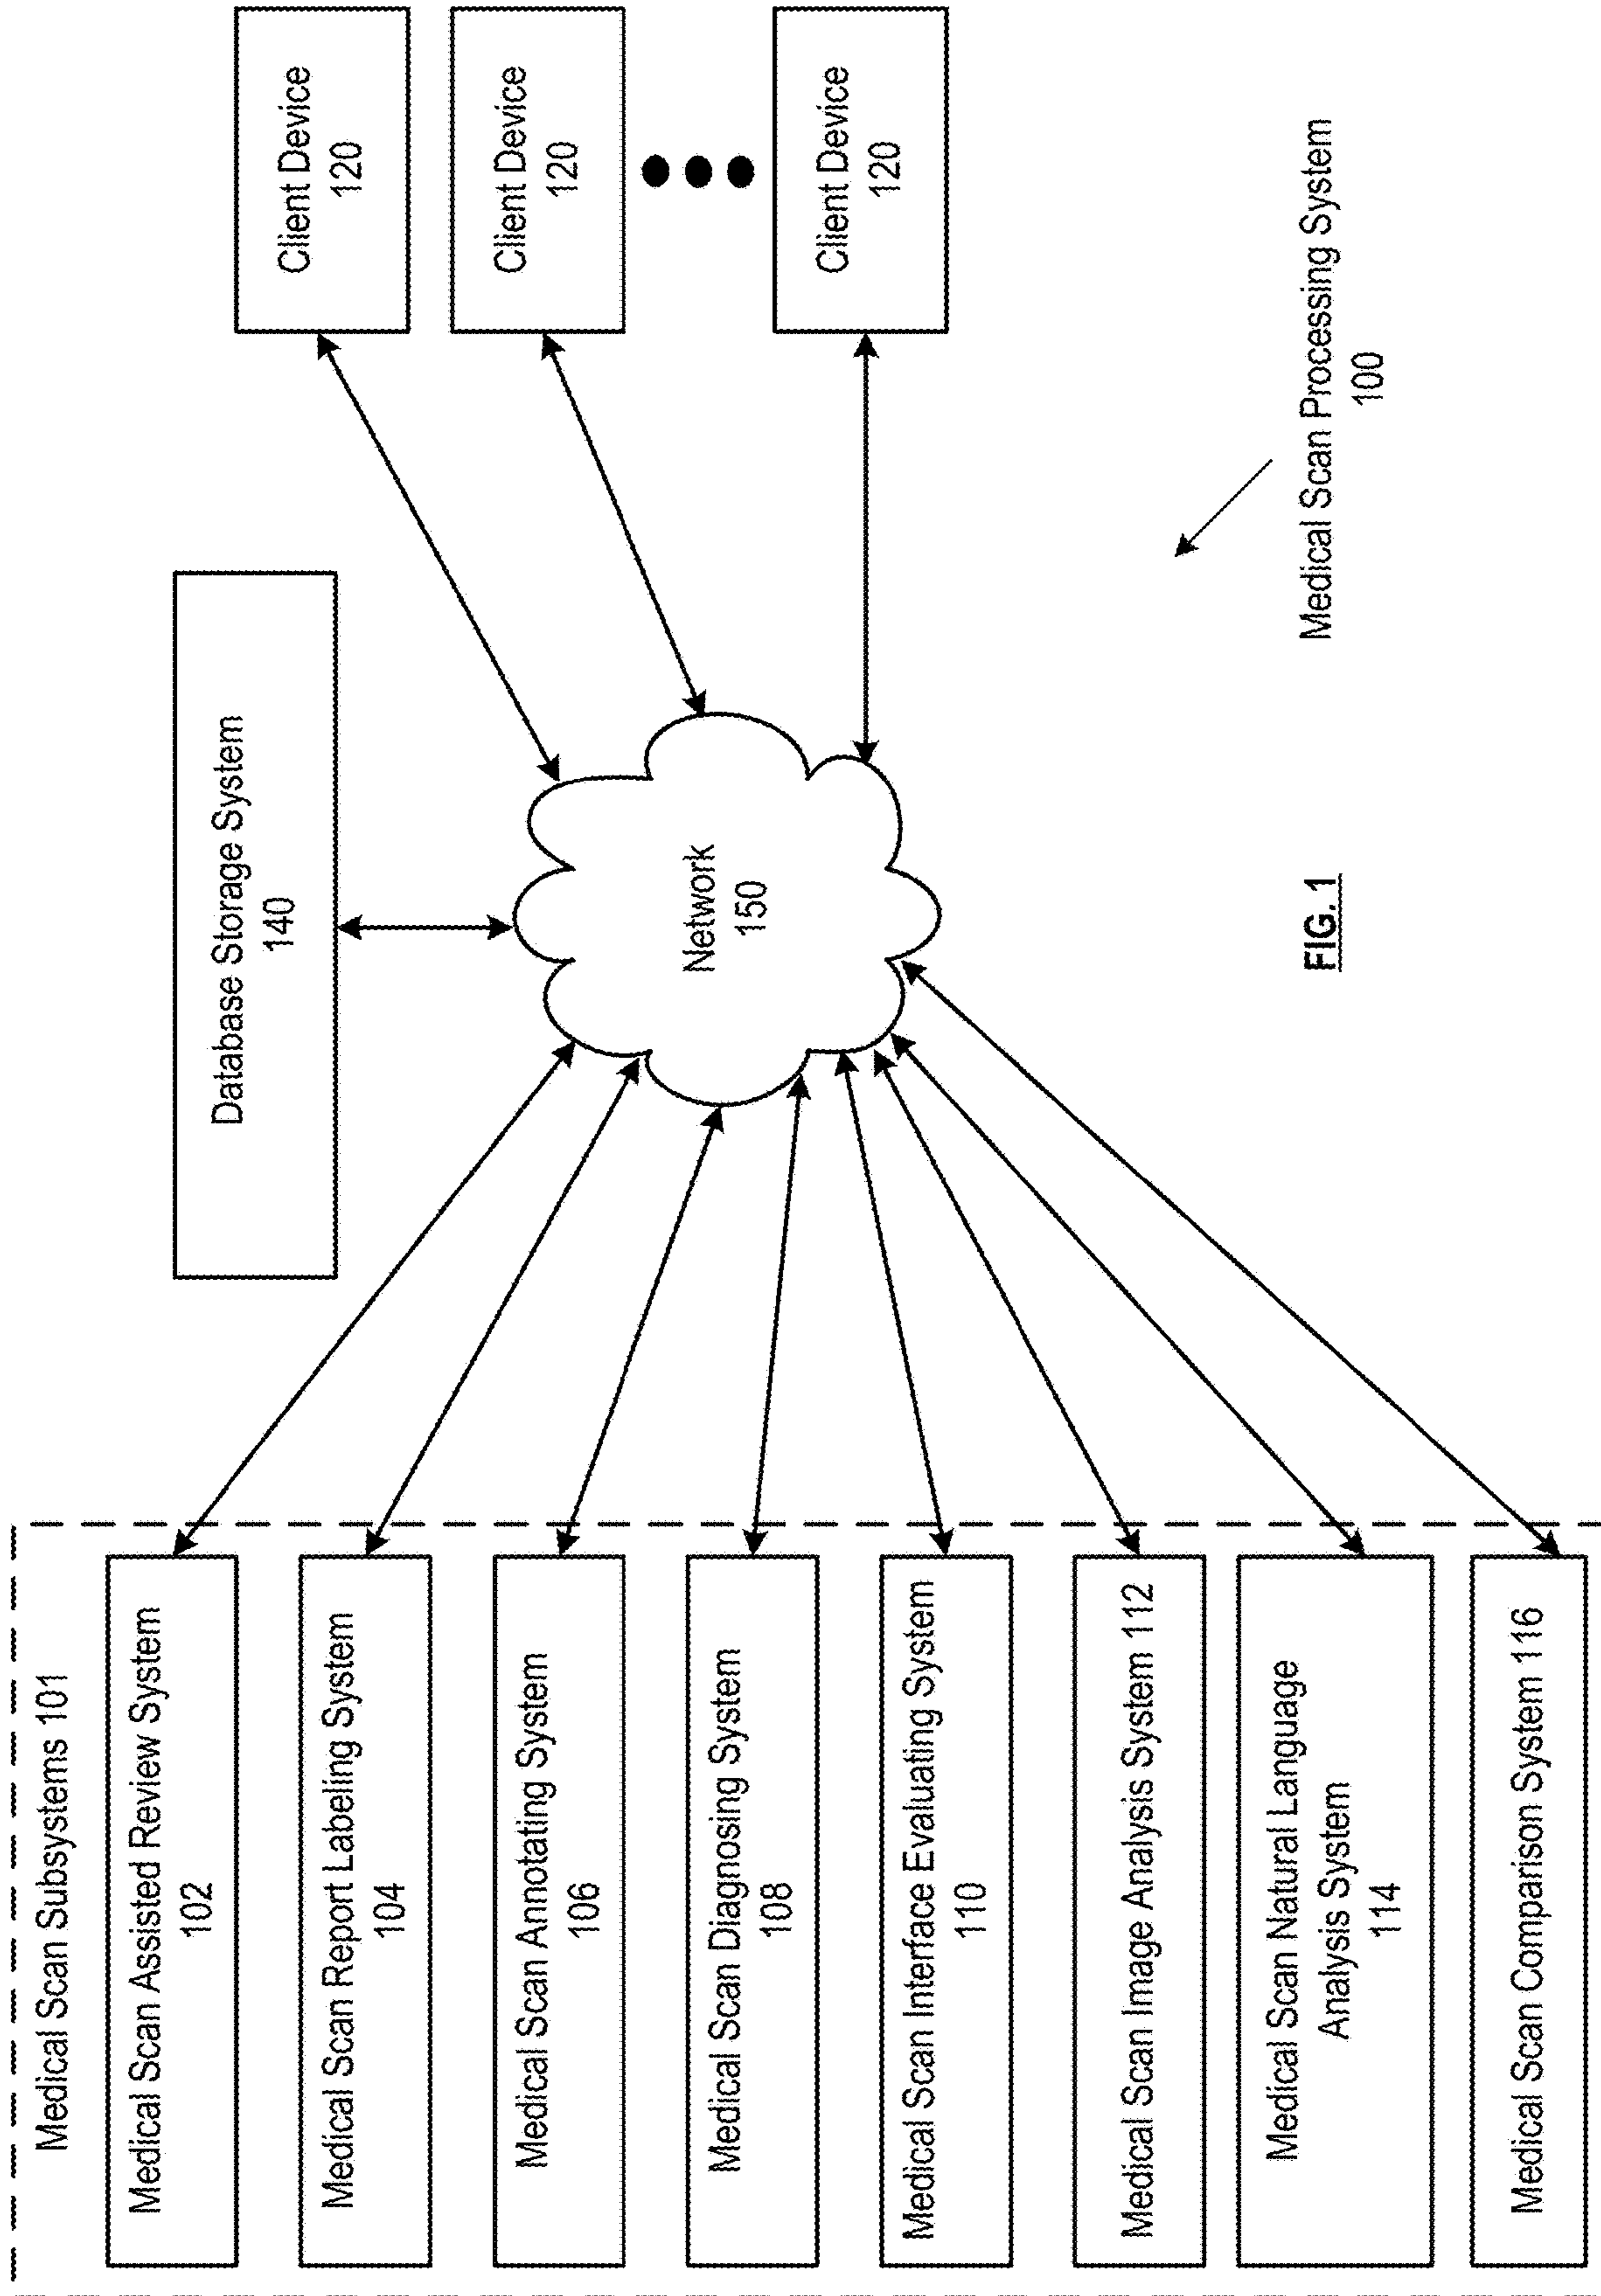 Medical Scan Subsystems 101
Medical Scan Assisted Review System
102
Medical Scan Report Labeling System
104
Medical Scan Annotating System
106
Medical Scan Diagnosing System
108
Medical Scan Interface Evaluating System
110
Medical Scan Image Analysis System 112
Medical Scan Natural Language
Analysis System
114
Medical Scan Comparison System 116
Database Storage System
140
Network
150
Client Device
120
Client Device
120
Client Device
120
Medical Scan Processing System
100
FIG. 1